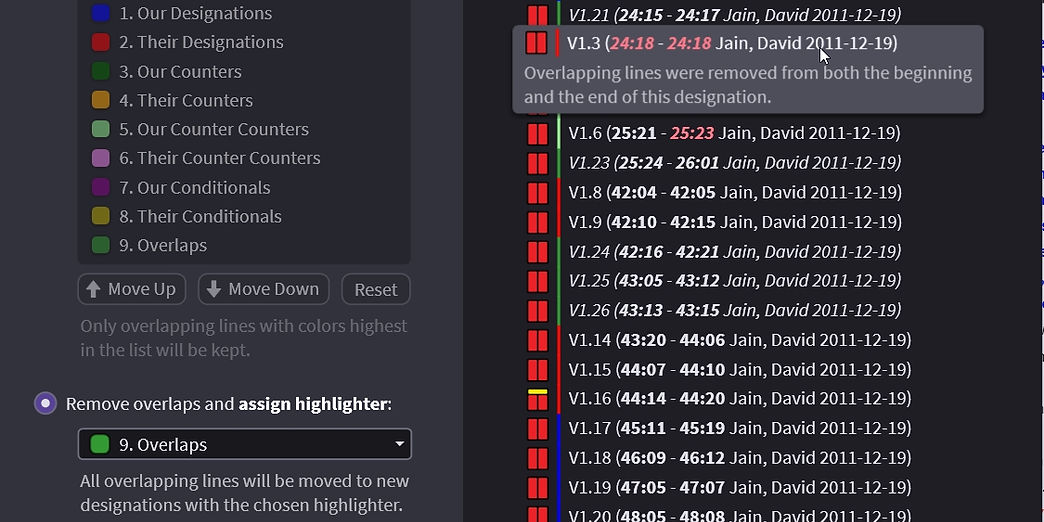 1. Our Designations
2. Their Designations
3. Our Counters
4. Their Counters
5. Our Counter Counters
6. Their Counter Counters
7. Our Conditionals
8. Their Conditionals
9. Overlaps
Move Up
Move Down
Reset
Only overlapping lines with colors highest
in the list will be kept.
Remove overlaps and assign highlighter:
9. Overlaps
All overlapping lines will be moved to new
designations with the chosen highlighter.
V1.21 (24:15 - 24:17 Jain, David 2011-12-19)
V1.3 (24:18 - 24:18 Jain, David 2011-12-19)
Overlapping lines were removed from both the beginning
and the end of this designation.
V1.6 (25:21 - 25:23 Jain, David 2011-12-19)
V1.23 (25:24 - 26:01 Jain, David 2011-12-19)
V1.8 (42:04 - 42:05 Jain, David 2011-12-19)
V1.9 (42:10 - 42:15 Jain, David 2011-12-19)
V1.24 (42:16 - 42:21 Jain, David 2011-12-19)
V1.25 (43:05 - 43:12 Jain, David 2011-12-19)
V1.26 (43:13 - 43:15 Jain, David 2011-12-19)
V1.14 (43:20 - 44:06 Jain, David 2011-12-19)
V1.15 (44:07 - 44:10 Jain, David 2011-12-19)
V1.16 (44:14 - 44:20 Jain, David 2011-12-19)
V1.17 (45:11 - 45:19 Jain, David 2011-12-19)
V1.18 (46:09 - 46:12 Jain, David 2011-12-19)
V1.19 (47:05 - 47:07 Jain, David 2011-12-19)
V1.20 (48:05 - 48:08 Jain, David 2011-12-19)